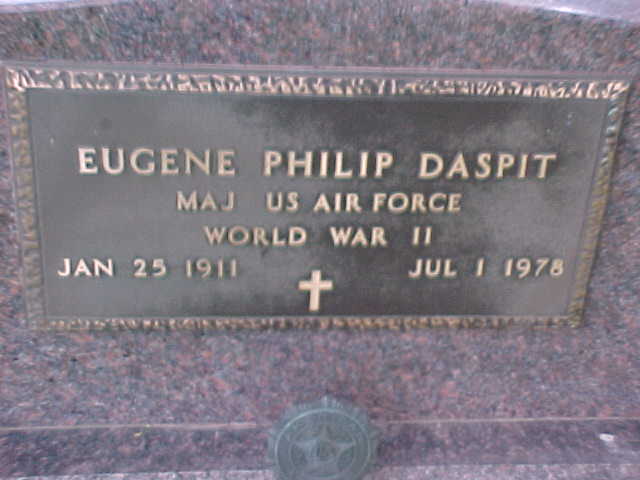 EUGENE PHILIP DASPIT
MAJ US AIR FORCE
WORLD WAR II
JAN 25 1911 JUL 1 1978